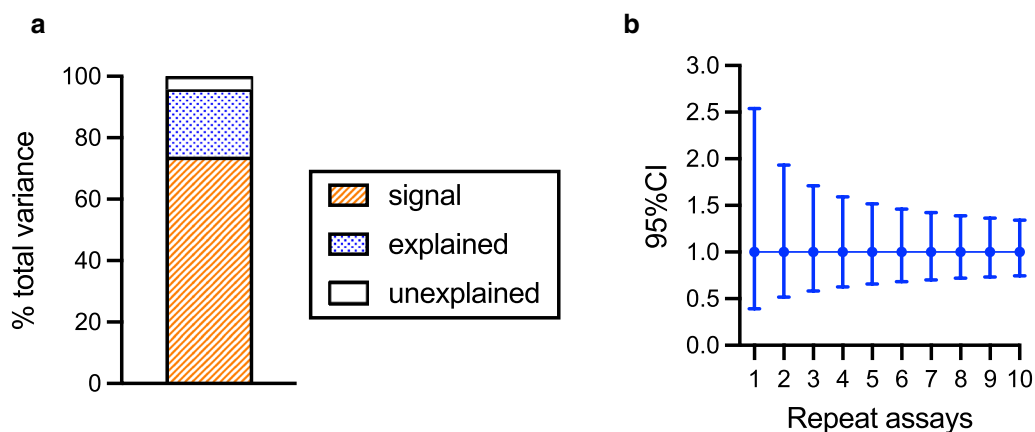 a
% total variance
100
80
60
40
20
0
signal
explained
unexplained
b
95%CI
3.0
2.5
2.0
1.5
1.0
0.5
0.0
1 2 3 4 5 6 7 8 9 10
Repeat assays